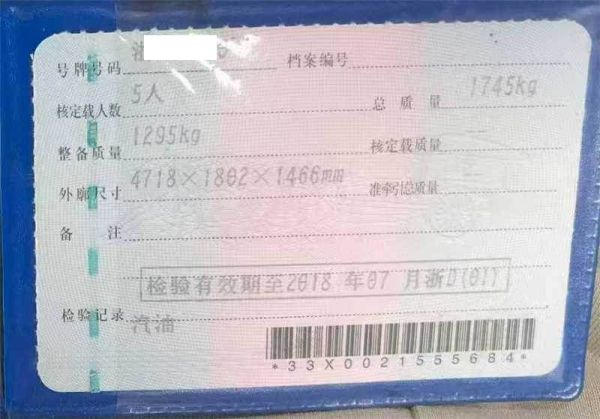 号牌号码 档案编号
核定载人数 5人 总质量 1745kg
整备质量 1295kg 核定载质量
外廓尺寸 4718×1802×1466mm 准牵引总质量
备注
检验有效期至2018年07月浙D(01)
检验记录 汽油
*33X0021555684*